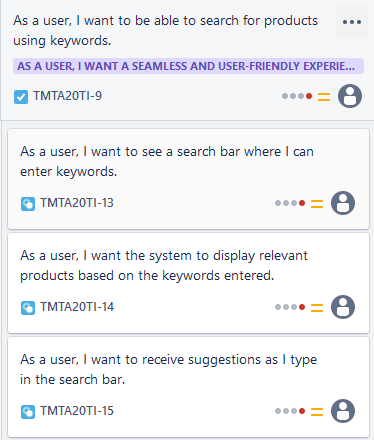 As a user, I want to be able to search for products
using keywords.
AS A USER, I WANT A SEAMLESS AND USER-FRIENDLY EXPERIE...
TMTA20TI-9
As a user, I want to see a search bar where I can
enter keywords.
TMTA20TI-13
As a user, I want the system to display relevant
products based on the keywords entered.
TMTA20TI-14
As a user, I want to receive suggestions as I type
in the search bar.
TMTA20TI-15